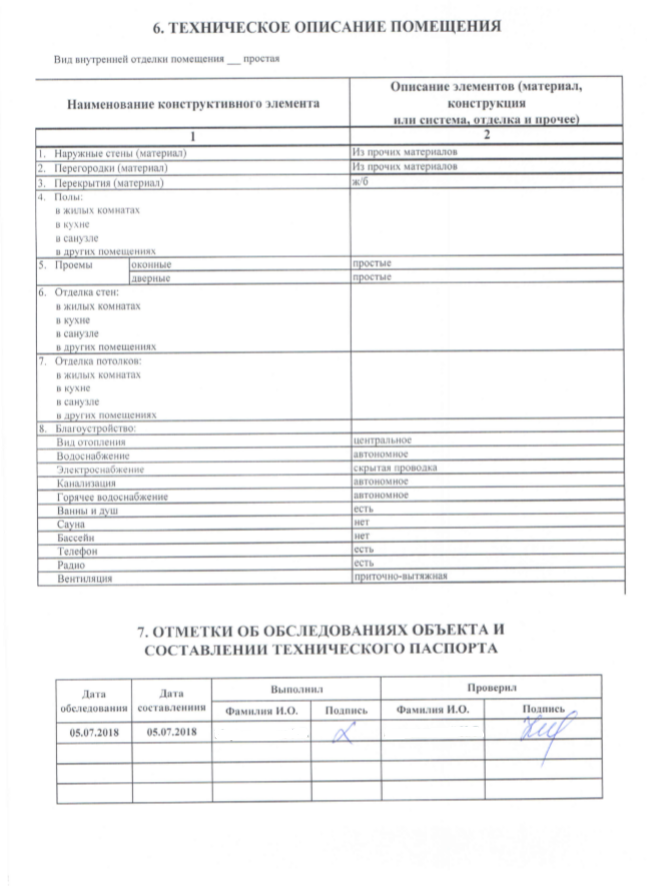 6. ТЕХНИЧЕСКОЕ ОПИСАНИЕ ПОМЕЩЕНИЯ
Вид внутренней отделки помещения ___ простая
Наименование конструктивного элемента Описание элементов (материал,
конструкция
или система, отделка и прочее)
1 2
1. Наружные стены (материал) Из прочих материалов
2. Перегородки (материал) Из прочих материалов
3. Перекрытия (материал) ж/б
4. Полы:
в жилых комнатах
в кухне
в санузле
в других помещениях
5. Проемы оконные простые
дверные простые
6. Отделка стен:
в жилых комнатах
в кухне
в санузле
в других помещениях
7. Отделка потолков:
в жилых комнатах
в кухне
в санузле
в других помещениях
8. Благоустройство:
Вид отопления центральное
Водоснабжение автономное
Электроснабжение скрытая проводка
Канализация автономное
Горячее водоснабжение автономное
Ванны и душ есть
Сауна нет
Бассейн нет
Телефон есть
Радио есть
Вентиляция приточно-вытяжная
7. ОТМЕТКИ ОБ ОБСЛЕДОВАНИЯХ ОБЪЕКТА И
СОСТАВЛЕНИИ ТЕХНИЧЕСКОГО ПАСПОРТА
Дата обследования Дата составления Выполнил Проверил
Фамилия И.О. Подпись Фамилия И.О. Подпись
05.07.2018 05.07.2018